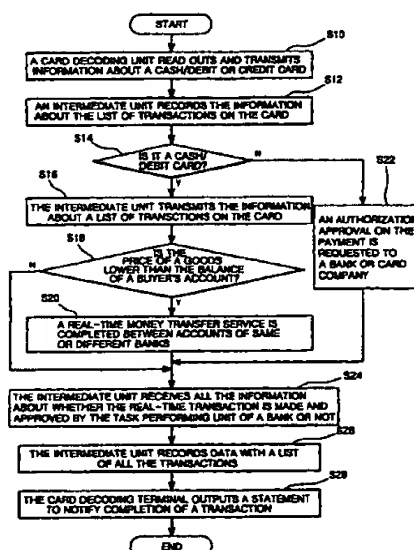 START
S10
A CARD DECODING UNIT READ OUTS AND TRANSMITS
INFORMATION ABOUT A CASH/DEBIT OR CREDIT CARD
S12
AN INTERMEDIATE UNIT RECORDS THE INFORMATION
ABOUT THE LIST OF TRANSACTIONS ON THE CARD
S14
IS IT A CASH/
DEBIT CARD?
N
Y
S22
S16
THE INTERMEDIATE UNIT TRANSMITS THE INFORMATION
ABOUT A LIST OF TRANSCTIONS ON THE CARD
AN AUTHORIZATION
APPROVAL ON THE
PAYMENT IS
REQUESTED TO
A BANK OR CARD
COMPANY
S18
IS THE
PRICE OF A GOODS
LOWER THAN THE BALANCE
OF A BUYER'S ACCOUNT?
N
Y
S20
A REAL-TIME MONEY TRANSFER SERVICE IS
COMPLETED BETWEEN ACCOUNTS OF SAME
OR DIFFERENT BANKS
S24
THE INTERMEDIATE UNIT RECEIVES ALL THE INFORMATION
ABOUT WHETHER THE REAL-TIME TRANSACTION IS MADE AND
APPROVED BY THE TASK PERFORMING UNIT OF A BANK OR NOT
S26
THE INTERMEDIATE UNIT RECORDS DATA WITH A LIST
OF ALL THE TRANSACTIONS
S28
THE CARD DECODING TERMINAL OUTPUTS A STATEMENT
TO NOTIFY COMPLETION OF A TRANSACTION
END